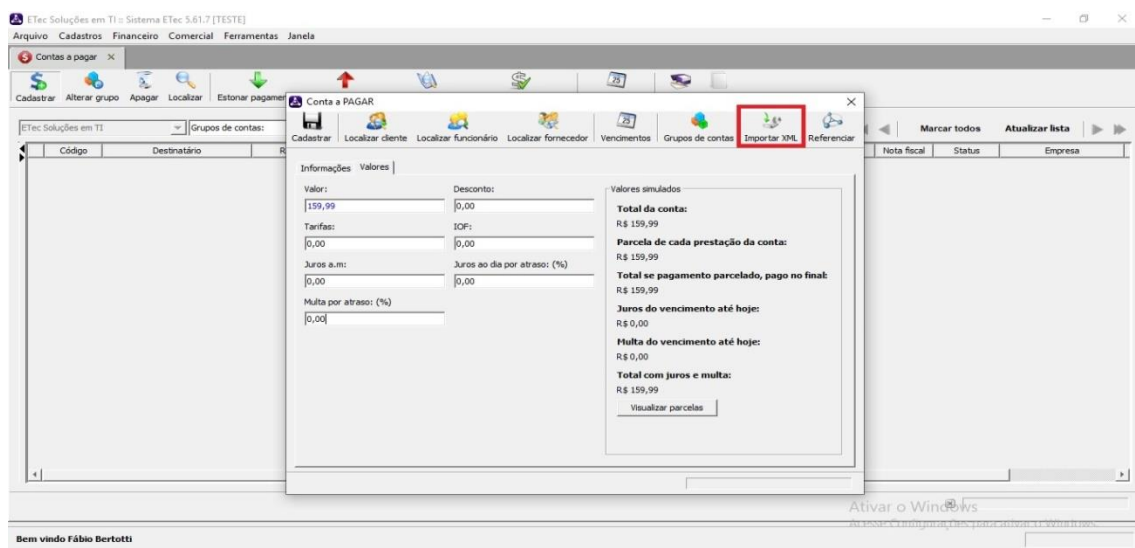 ETec Soluções em TI :: Sistema ETec 5.61.7 [TESTE]
Arquivo Cadastros Financeiro Comercial Ferramentas Janela
Contas a pagar
Cadastrar Alterar grupo Apagar Localizar Estonar pagamen
ETec Soluções em TI Grupos de contas: Marcar todos Atualizar lista
Código Destinatário R Nota fiscal Status Empresa
Conta a PAGAR
Cadastrar Localizar cliente Localizar funcionário Localizar fornecedor Vencimentos Grupos de contas Importar XML Referenciar
Informações Valores
Valor: Desconto:
159,99 0,00
Tarifas: IOF:
0,00 0,00
Juros a.m: Juros ao dia por atraso: (%)
0,00 0,00
Multa por atraso: (%)
0,00
Valores simulados
Total da conta:
R$ 159,99
Parcela de cada prestação da conta:
R$ 159,99
Total se pagamento parcelado, pago no final:
R$ 159,99
Juros do vencimento até hoje:
R$ 0,00
Multa do vencimento até hoje:
R$ 0,00
Total com juros e multa:
R$ 159,99
Visualizar parcelas
Ativar o Windows
Acesse Configurações para ativar o Windows.
Bem vindo Fábio Bertotti